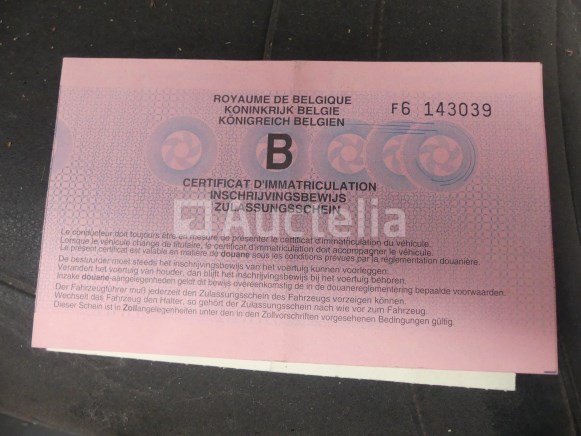 ROYAUME DE BELGIQUE
KONINKRIJK BELGIE
KÖNIGREICH BELGIEN
F6 143039
B
CERTIFICAT D'IMMATRICULATION
INSCHRIJVINGSBEWIJS
ZULASSUNGSSCHEIN
Auctelia
Le conducteur doit toujours être en mesure de présenter le certificat d'immatriculation du véhicule.
Lorsque le véhicule change de titulaire, le certificat d'immatriculation doit accompagner le véhicule.
Le présent certificat est valable en matière de douane sous les conditions prévues par la réglementation douanière.
De bestuurder moet steeds het inschrijvingsbewijs van het voertuig kunnen voorleggen.
Verandert het voertuig van houder, dan blijft het inschrijvingsbewijs bij het voertuig behoren.
Inzake douane-aangelegenheden geldt dit bewijs overeenkomstig de in de douanereglementering bepaalde voorwaarden.
Der Fahrzeugführer muß jederzeit den Zulassungsschein des Fahrzeugs vorzeigen können.
Wechselt das Fahrzeug den Halter, so gehört der Zulassungsschein nach wie vor zum Fahrzeug.
Dieser Schein ist in Zollangelegenheiten unter den in den Zollvorschriften vorgesehenen Bedingungen gültig.